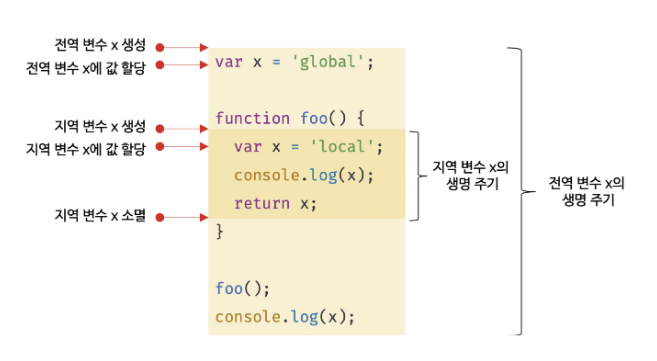 전역 변수 x 생성
전역 변수 x에 값 할당
var x = 'global';
지역 변수 x 생성
지역 변수 x에 값 할당
지역 변수 x 소멸
function foo() {
var x = 'local';
console.log(x);
return x;
}
foo();
console.log(x);
지역 변수 x의
생명 주기
전역 변수 x의
생명 주기